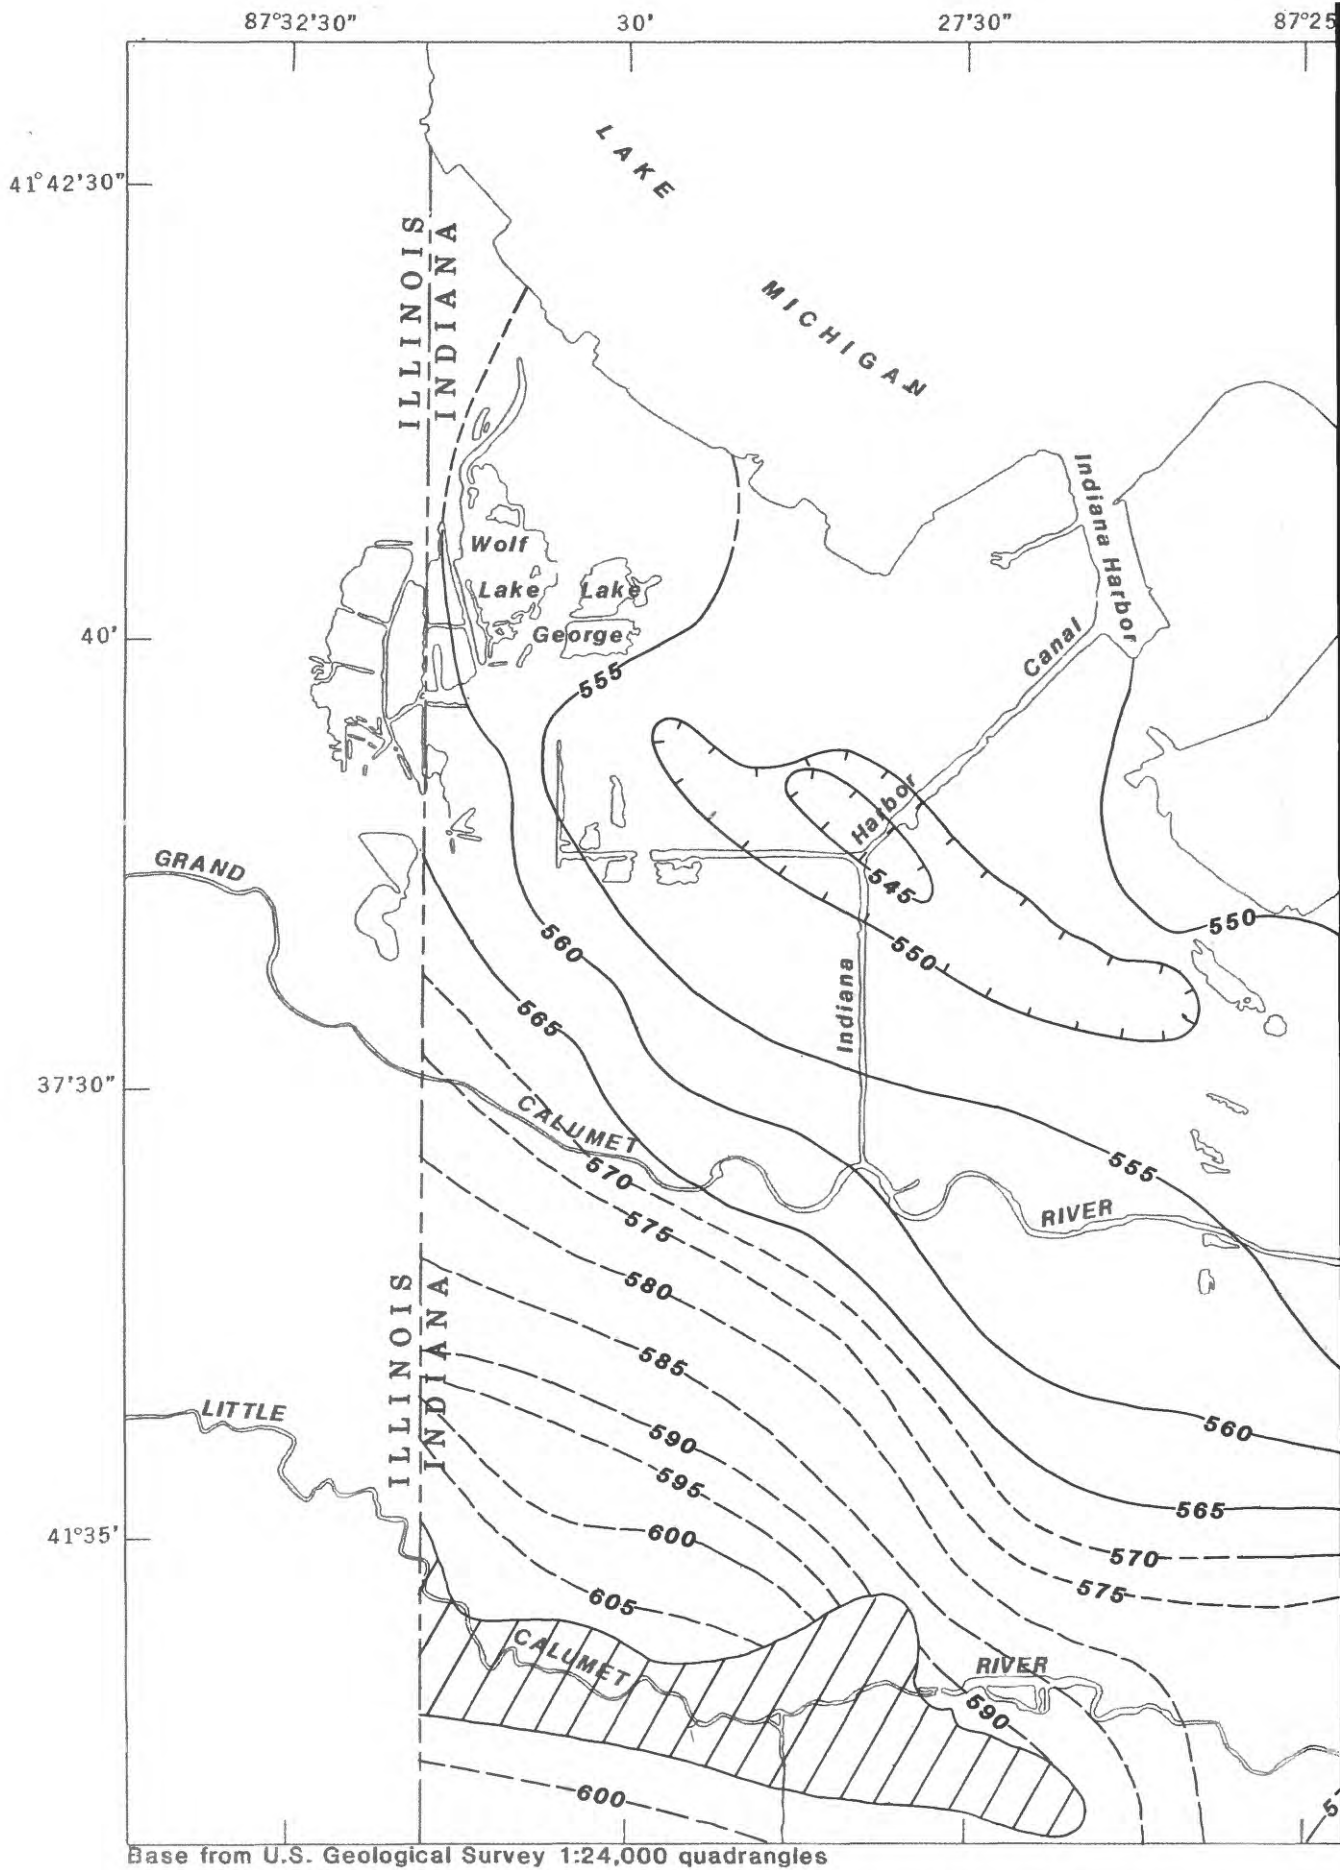 87°32'30" 30' 27'30" 87°25
LAKE
41°42'30"
ILLINOIS
INDIANA
MICHIGAN
Indiana Harbor
Wolf
Lake
Lake
George
40'
Canal
555
Harbor
GRAND
545
550
560
550
Indiana
565
37'30"
CALUMET
570
555
575
RIVER
580
ILLINOIS
INDIANA
585
LITTLE
590
560
595
565
41°35'
600
570
575
605
CALUMET
RIVER
590
600
5
Base from U.S. Geological Survey 1:24,000 quadrangles